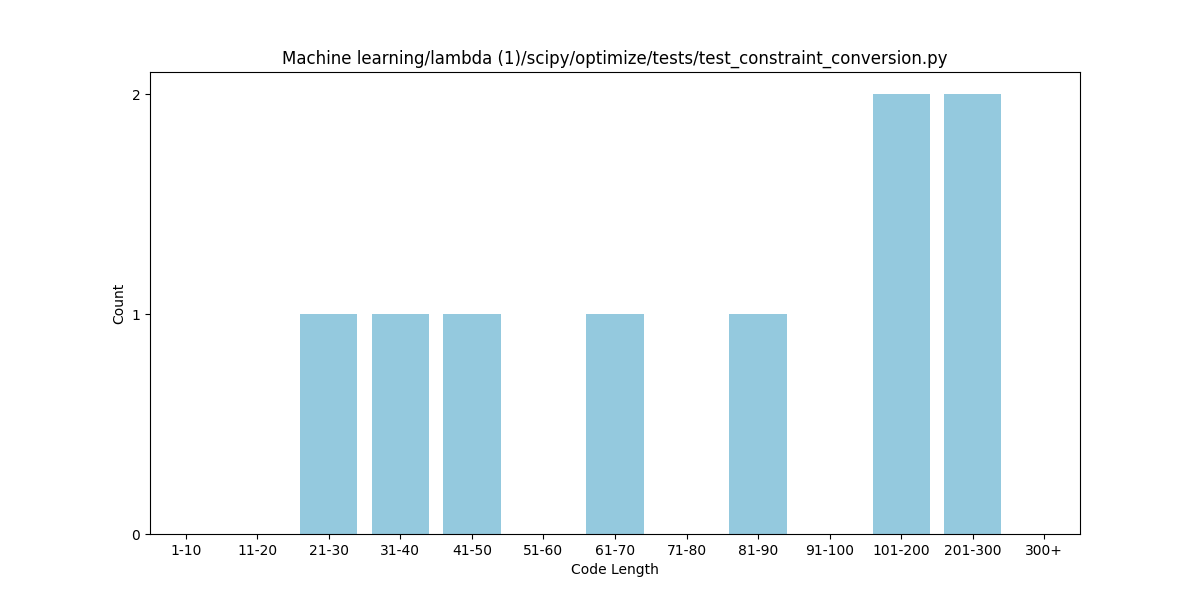 Machine learning/lambda (1)/scipy/optimize/tests/test_constraint_conversion.py
2
1
0
Count
1-10 11-20 21-30 31-40 41-50 51-60 61-70 71-80 81-90 91-100 101-200 201-300 300+
Code Length